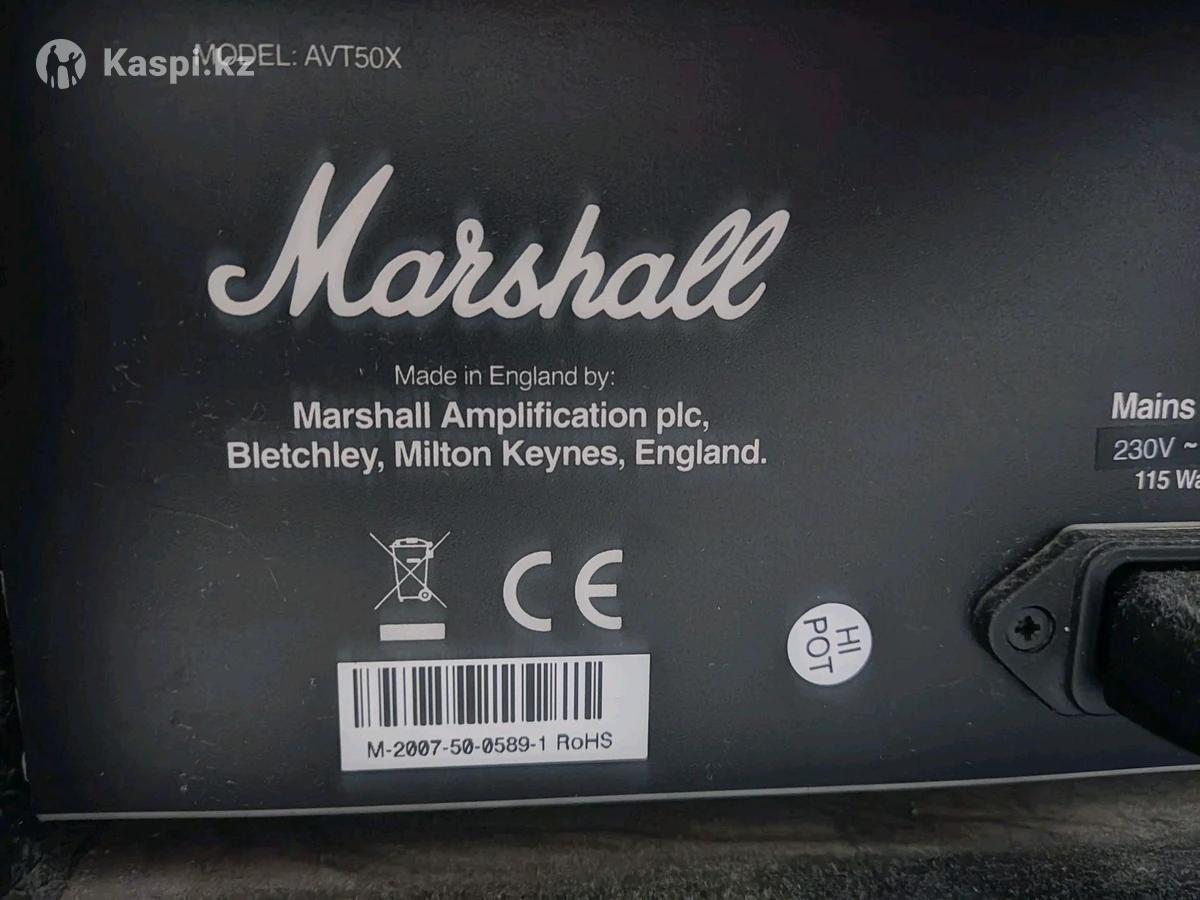 Kaspi.kz
MODEL: AVT50X
Marshall
Made in England by:
Marshall Amplification plc,
Bletchley, Milton Keynes, England.
Mains
230V ~
115
CE
HI
POT
M-2007-50-0589-1 RoHS